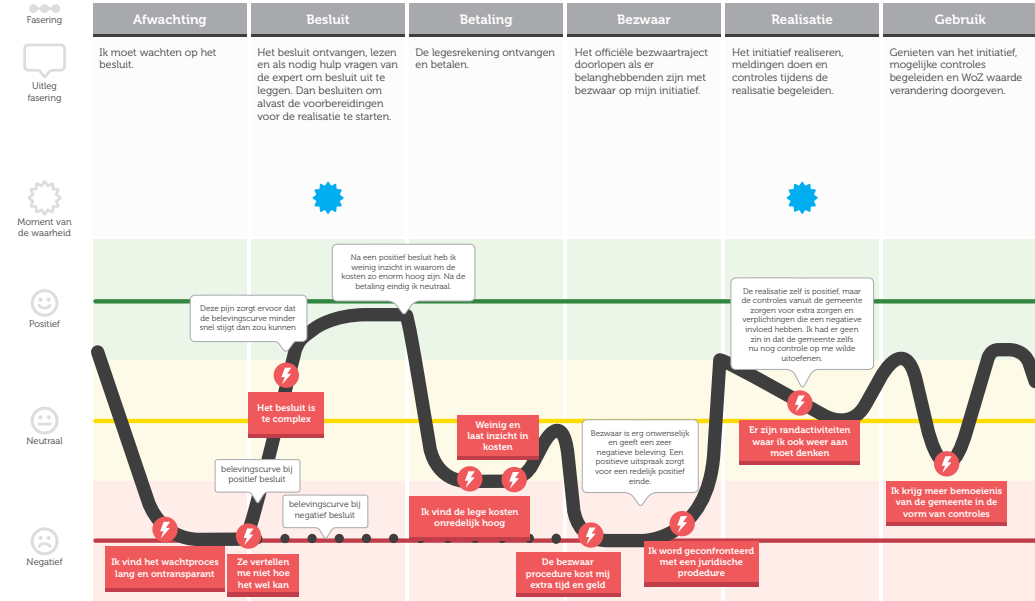 Fasering
Afwachting
Besluit
Betaling
Bezwaar
Realisatie
Gebruik
Uitleg
fasering
Ik moet wachten op het
besluit.
Het besluit ontvangen, lezen
en als nodig hulp vragen van
de expert om besluit uit te
leggen. Dan besluiten om
alvast de voorbereidingen
voor de realisatie te starten.
De legesrekening ontvangen
en betalen.
Het officiële bezwaartraject
doorlopen als er
belanghebbenden zijn met
bezwaar op mijn initiatief.
Het initiatief realiseren,
meldingen doen en
controles tijdens de
realisatie begeleiden.
Genieten van het initiatief,
mogelijke controles
begeleiden en WoZ waarde
verandering doorgeven.
Moment van
de waarheid
Positief
Neutraal
Negatief
Deze pijn zorgt ervoor dat
de belevingscurve minder
snel stijgt dan zou kunnen
Na een positief besluit heb ik
weinig inzicht in waarom de
kosten zo enorm hoog zijn. Na de
betaling eindig ik neutraal.
De realisatie zelf is positief, maar
de controles vanuit de gemeente
zorgen voor extra zorgen en
verplichtingen die een negatieve
invloed hebben. Ik had er geen
zin in dat de gemeente zelfs
nu nog controle op me wilde
uitoefenen.
Het besluit is
te complex
Weinig en
laat inzicht in
kosten
Bezwaar is erg onwenselijk
en geeft een zeer
negatieve beleving. Een
positieve uitspraak zorgt
voor een redelijk positief
einde.
Er zijn randactiviteiten
waar ik ook weer aan
moet denken
belevingscurve bij
positief besluit
belevingscurve bij
negatief besluit
Ik vind de lege kosten
onredelijk hoog
Ik krijg meer bemoeienis
van de gemeente in de
vorm van controles
Ik vind het wachtproces
lang en ontransparant
Ze vertellen
me niet hoe
het wel kan
De bezwaar
procedure kost mij
extra tijd en geld
Ik word geconfronteerd
met een juridische
prodedure